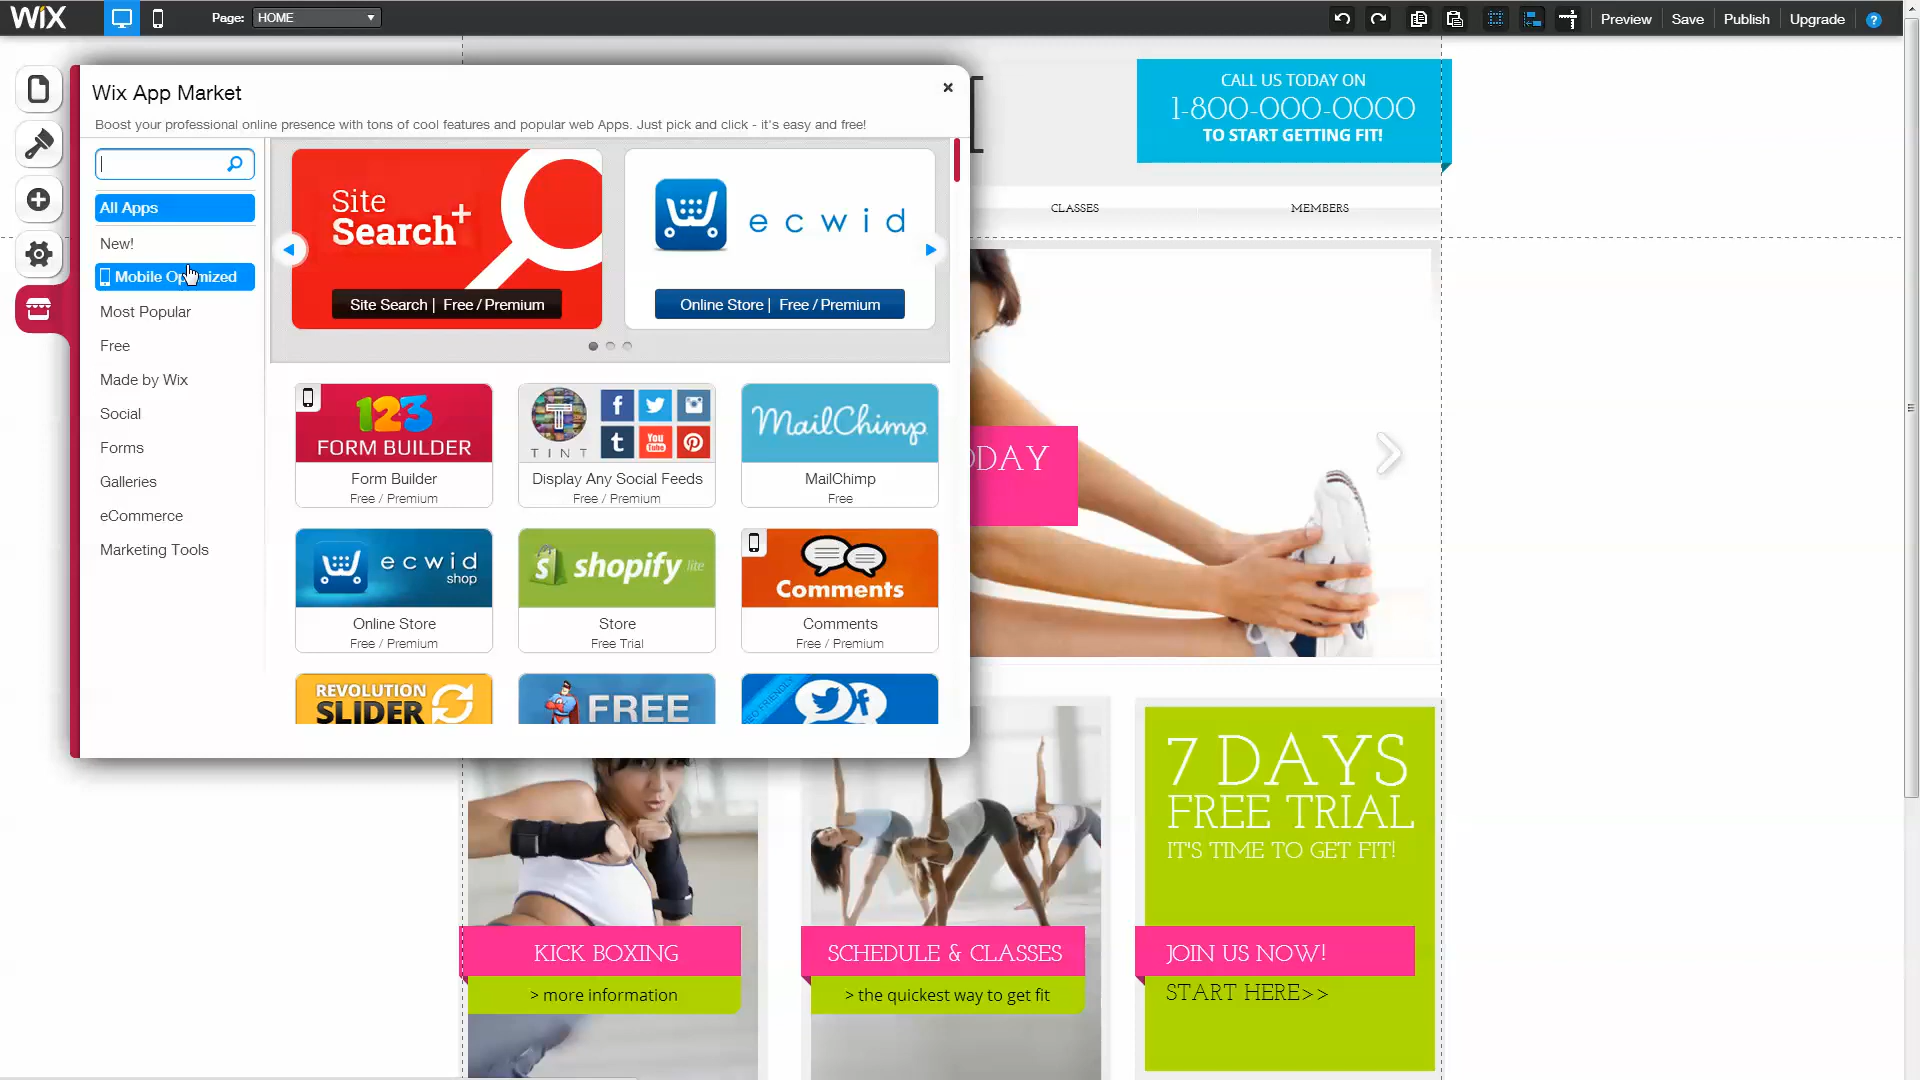 WiX
Page:
HOME
Preview
Save
Publish
Upgrade
?
Wix App Market
Boost your professional online presence with tons of cool features and popular web Apps. Just pick and click - it's easy and free!
All Apps
New!
Mobile Optimized
Most Popular
Free
Made by Wix
Social
Forms
Galleries
eCommerce
Marketing Tools
Site
Search+
Site Search | Free / Premium
ecwid
Online Store | Free / Premium
123
FORM BUILDER
Form Builder
Free / Premium
T
TINT
f
t
You
Tube
Display Any Social Feeds
Free / Premium
MailChimp
MailChimp
Free
ecwid
shop
Online Store
Free / Premium
shopify lite
Store
Free Trial
Comments
Comments
Free / Premium
REVOLUTION
SLIDER
FREE
f
CALL US TODAY ON
1-800-000-0000
TO START GETTING FIT!
CLASSES
MEMBERS
KICK BOXING
> more information
SCHEDULE & CLASSES
> the quickest way to get fit
7 DAYS
FREE TRIAL
IT'S TIME TO GET FIT!
JOIN US NOW!
START HERE>>